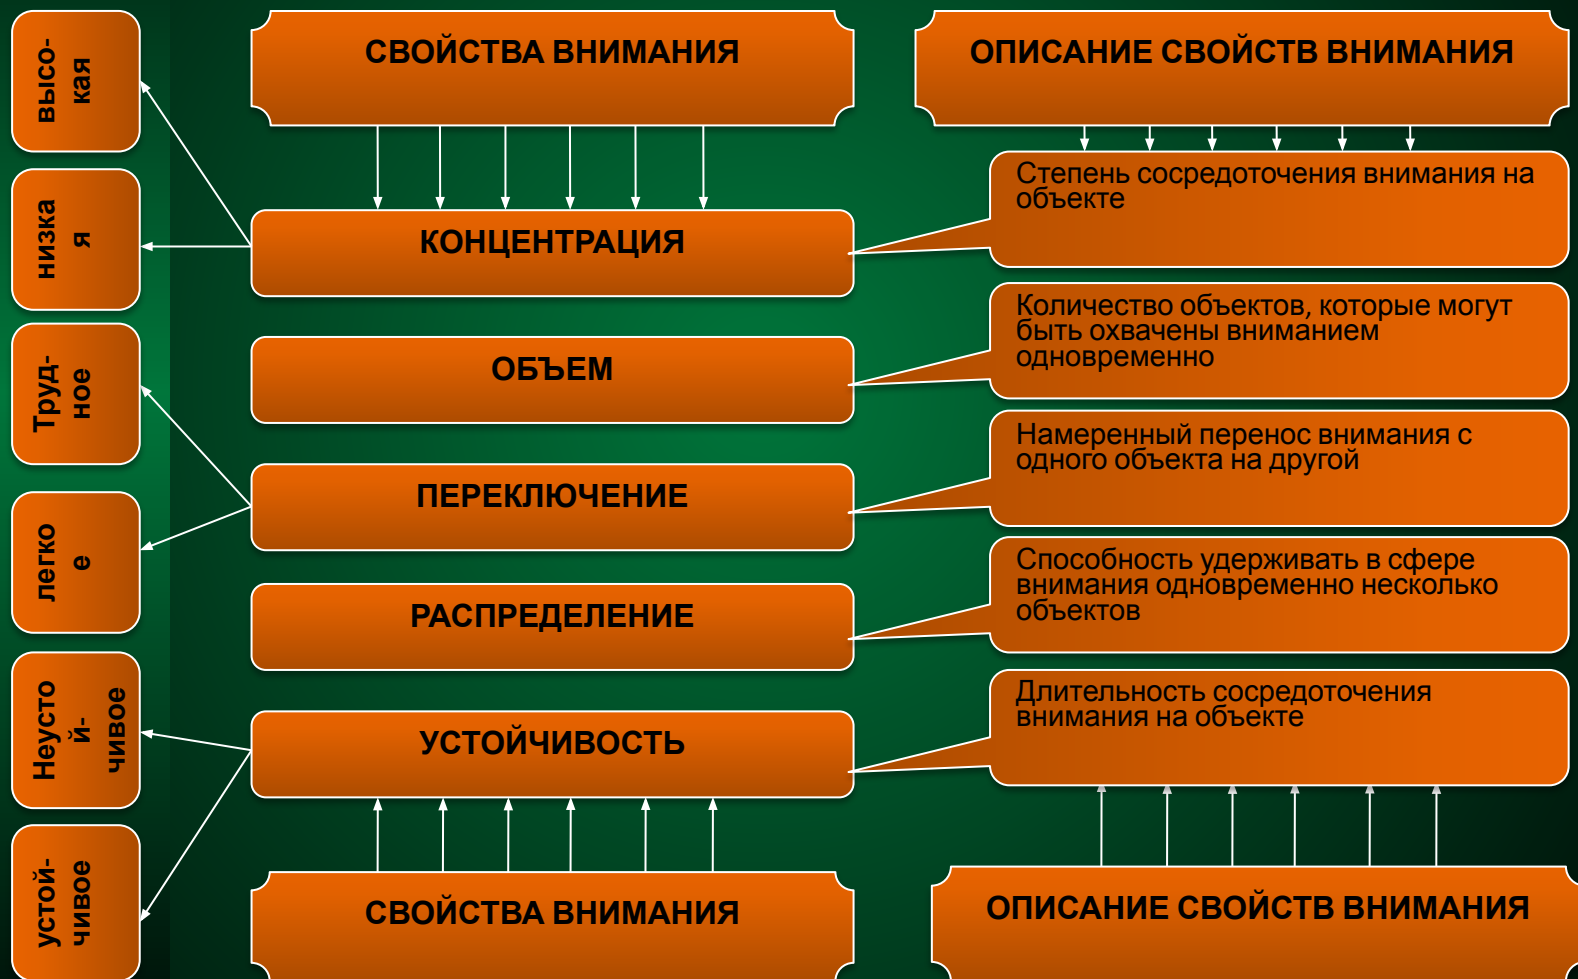 высо-
кая
низка
я
Труд-
ное
легко
е
Неусто
й-
чивое
устой-
чивое
СВОЙСТВА ВНИМАНИЯ
КОНЦЕНТРАЦИЯ
ОБЪЕМ
ПЕРЕКЛЮЧЕНИЕ
РАСПРЕДЕЛЕНИЕ
УСТОЙЧИВОСТЬ
СВОЙСТВА ВНИМАНИЯ
ОПИСАНИЕ СВОЙСТВ ВНИМАНИЯ
Степень сосредоточения внимания на
объекте
Количество объектов, которые могут
быть охвачены вниманием
одновременно
Намеренный перенос внимания с
одного объекта на другой
Способность удерживать в сфере
внимания одновременно несколько
объектов
Длительность сосредоточения
внимания на объекте
ОПИСАНИЕ СВОЙСТВ ВНИМАНИЯ